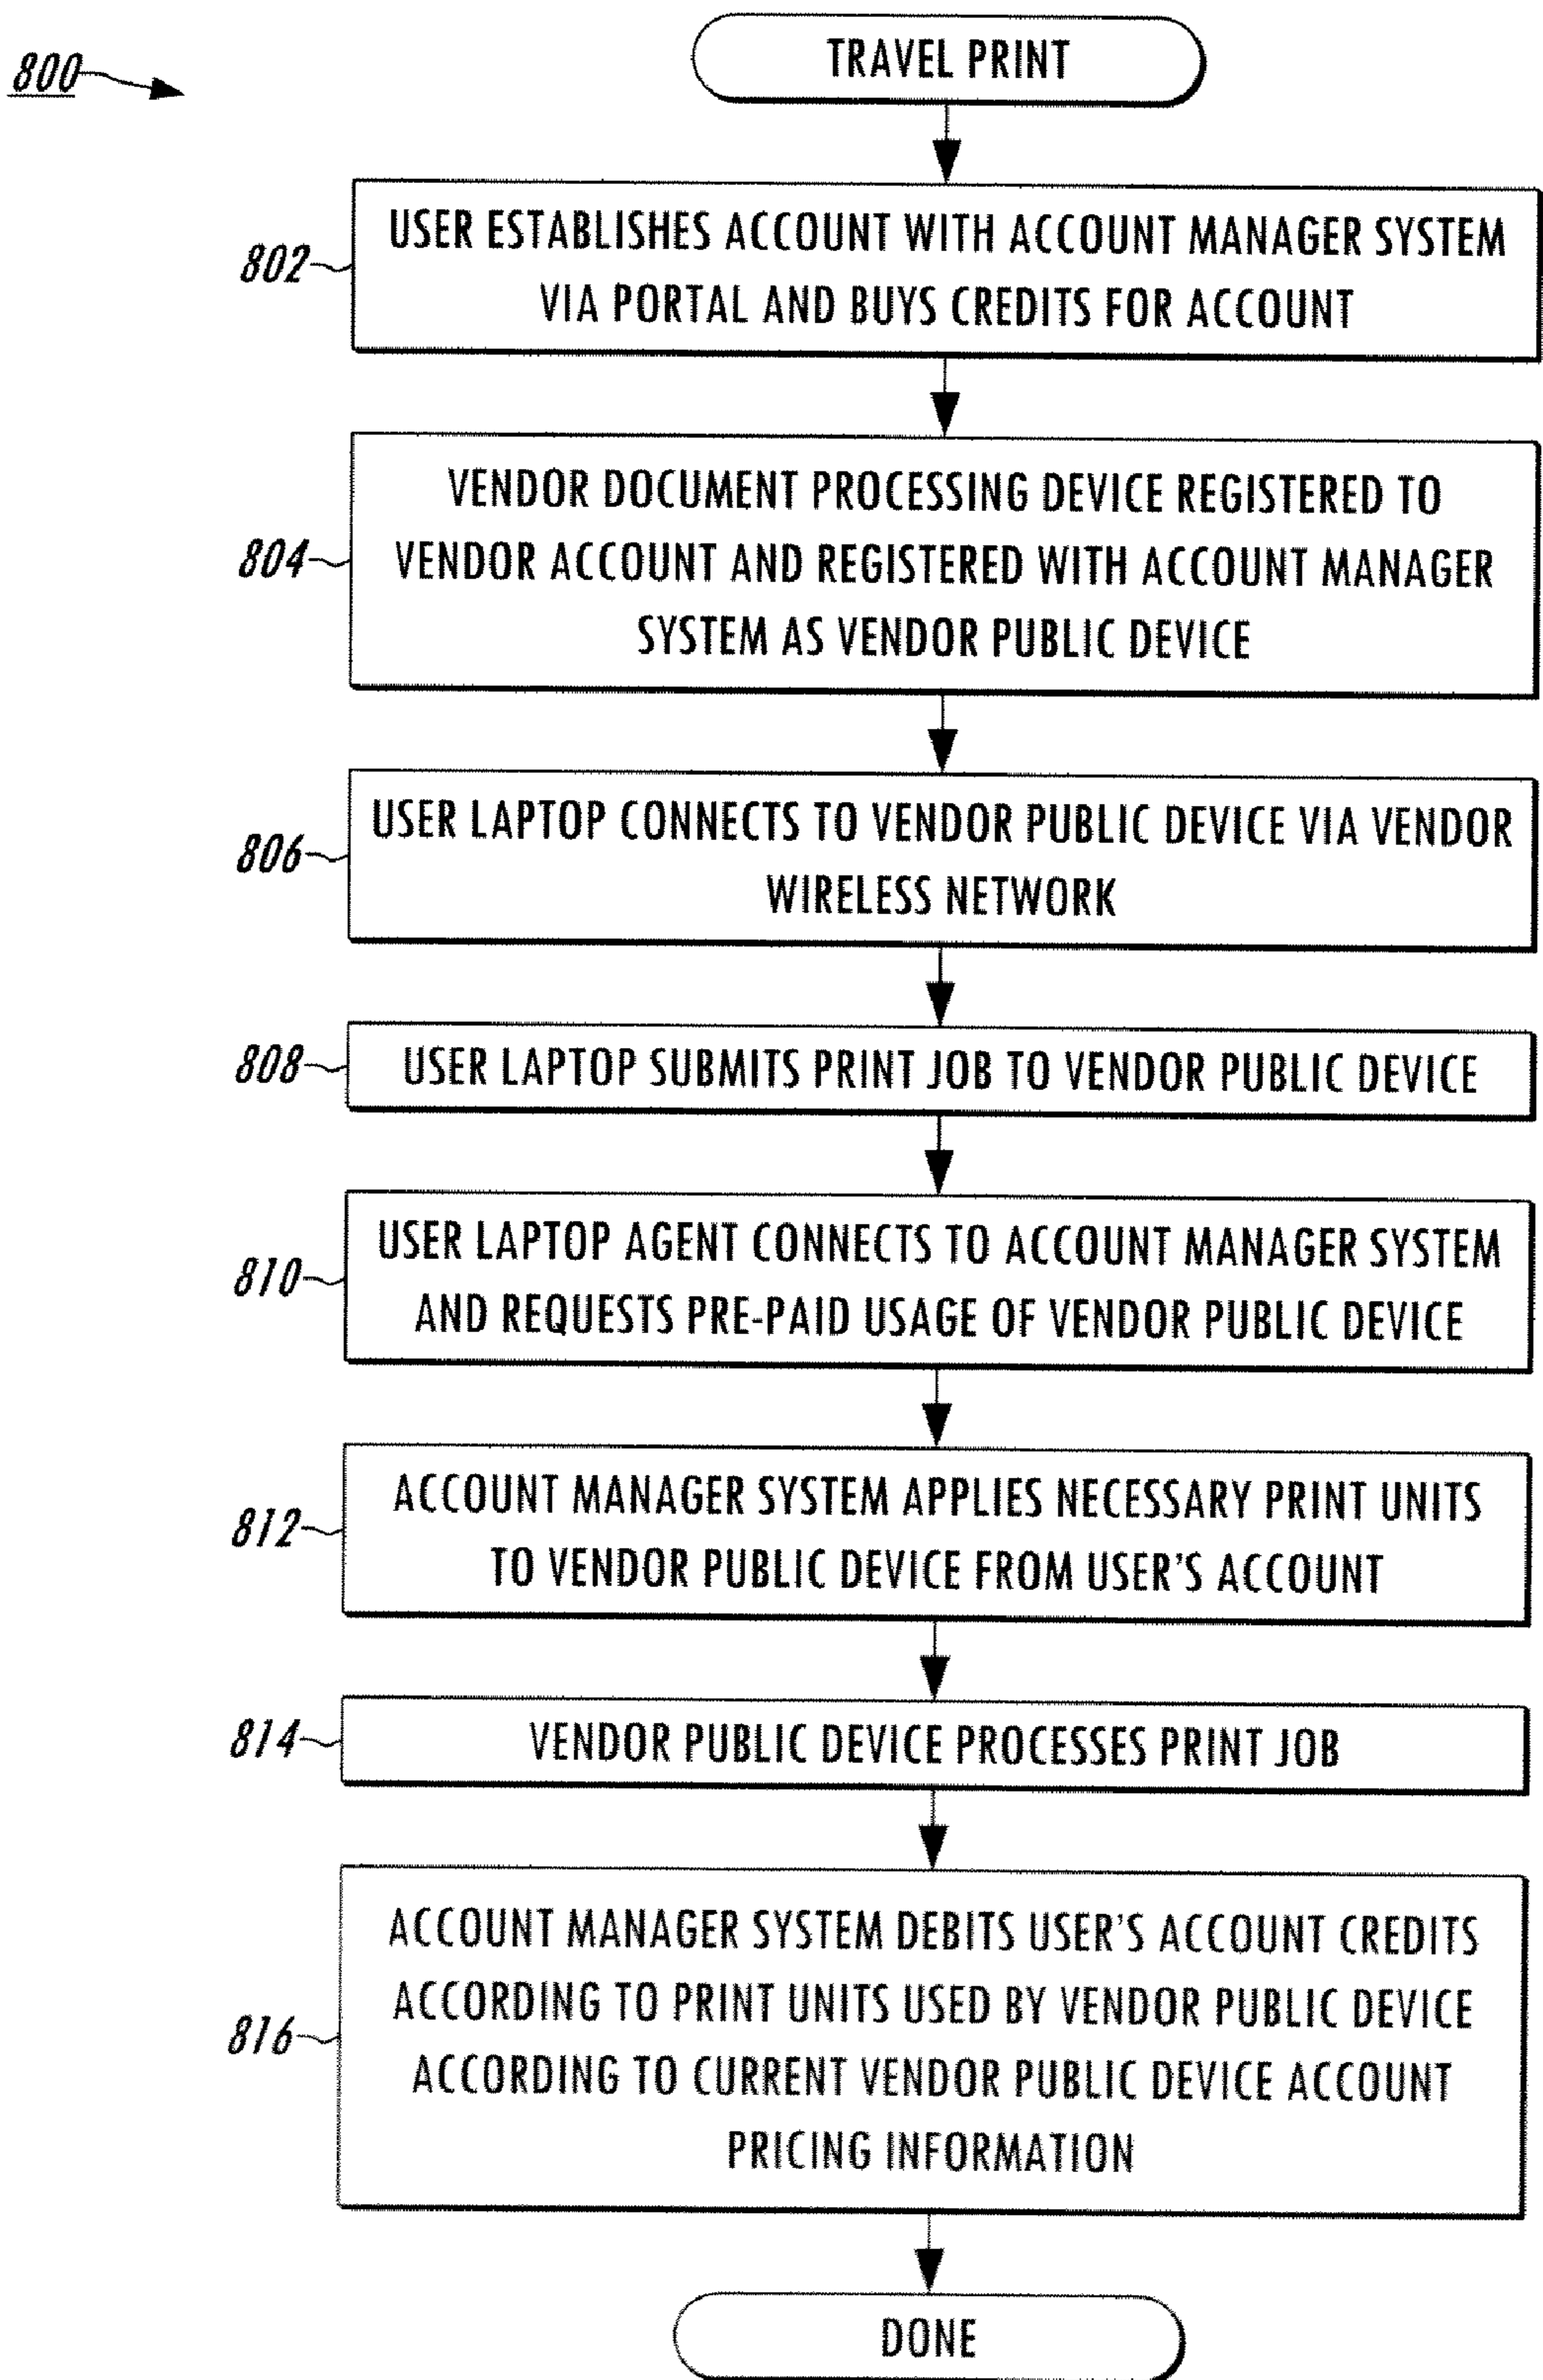 800
TRAVEL PRINT
802
USER ESTABLISHES ACCOUNT WITH ACCOUNT MANAGER SYSTEM
VIA PORTAL AND BUYS CREDITS FOR ACCOUNT
804
VENDOR DOCUMENT PROCESSING DEVICE REGISTERED TO
VENDOR ACCOUNT AND REGISTERED WITH ACCOUNT MANAGER
SYSTEM AS VENDOR PUBLIC DEVICE
806
USER LAPTOP CONNECTS TO VENDOR PUBLIC DEVICE VIA VENDOR
WIRELESS NETWORK
808
USER LAPTOP SUBMITS PRINT JOB TO VENDOR PUBLIC DEVICE
810
USER LAPTOP AGENT CONNECTS TO ACCOUNT MANAGER SYSTEM
AND REQUESTS PRE-PAID USAGE OF VENDOR PUBLIC DEVICE
812
ACCOUNT MANAGER SYSTEM APPLIES NECESSARY PRINT UNITS
TO VENDOR PUBLIC DEVICE FROM USER'S ACCOUNT
814
VENDOR PUBLIC DEVICE PROCESSES PRINT JOB
816
ACCOUNT MANAGER SYSTEM DEBITS USER'S ACCOUNT CREDITS
ACCORDING TO PRINT UNITS USED BY VENDOR PUBLIC DEVICE
ACCORDING TO CURRENT VENDOR PUBLIC DEVICE ACCOUNT
PRICING INFORMATION
DONE